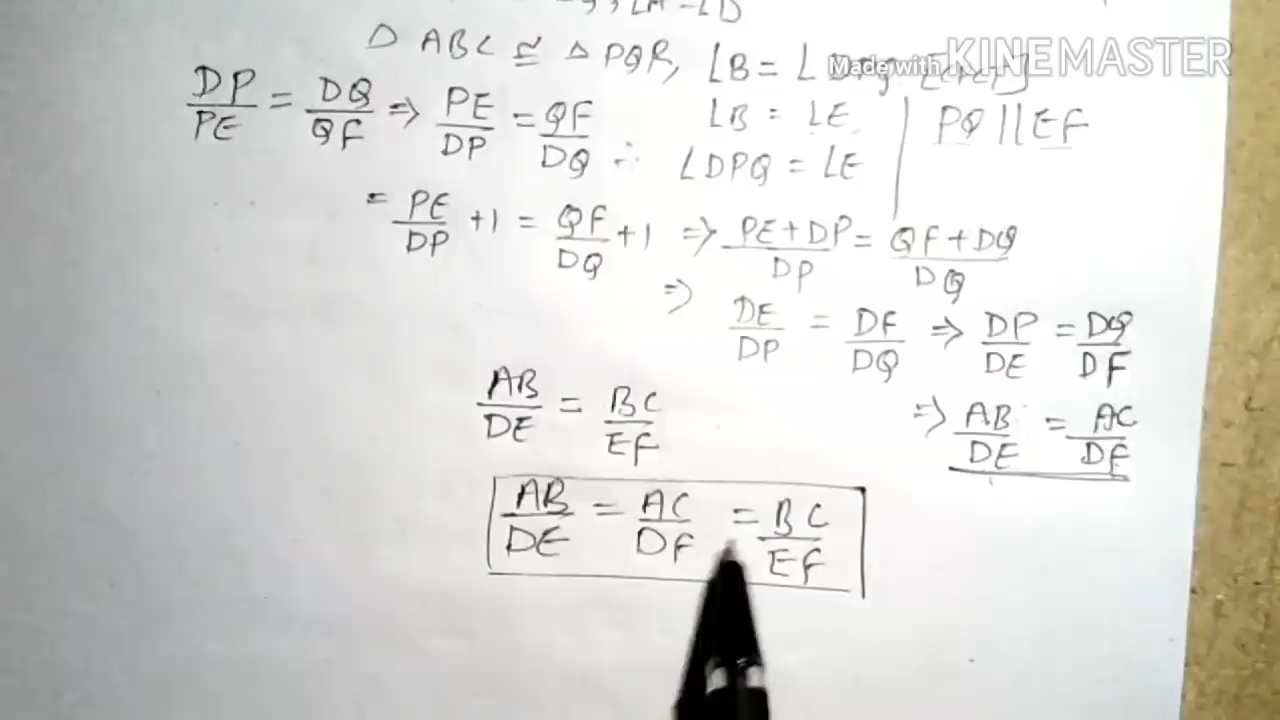 ∠A = ∠D
△ ABC ≅ △ PQR, ∠B = ∠
Made with KINEMASTER
DP/PE = DQ/QF ⇒ PE/DP = QF/DQ
∠B = ∠E
PQ || EF
∴ ∠DPQ = ∠E
= PE/DP + 1 = QF/DQ + 1 ⇒ PE+DP/DP = QF+DQ/DQ
⇒ DE/DP = DF/DQ ⇒ DP/DE = DQ/DF
AB/DE = BC/EF
⇒ AB/DE = AC/DF
AB/DE = AC/DF = BC/EF